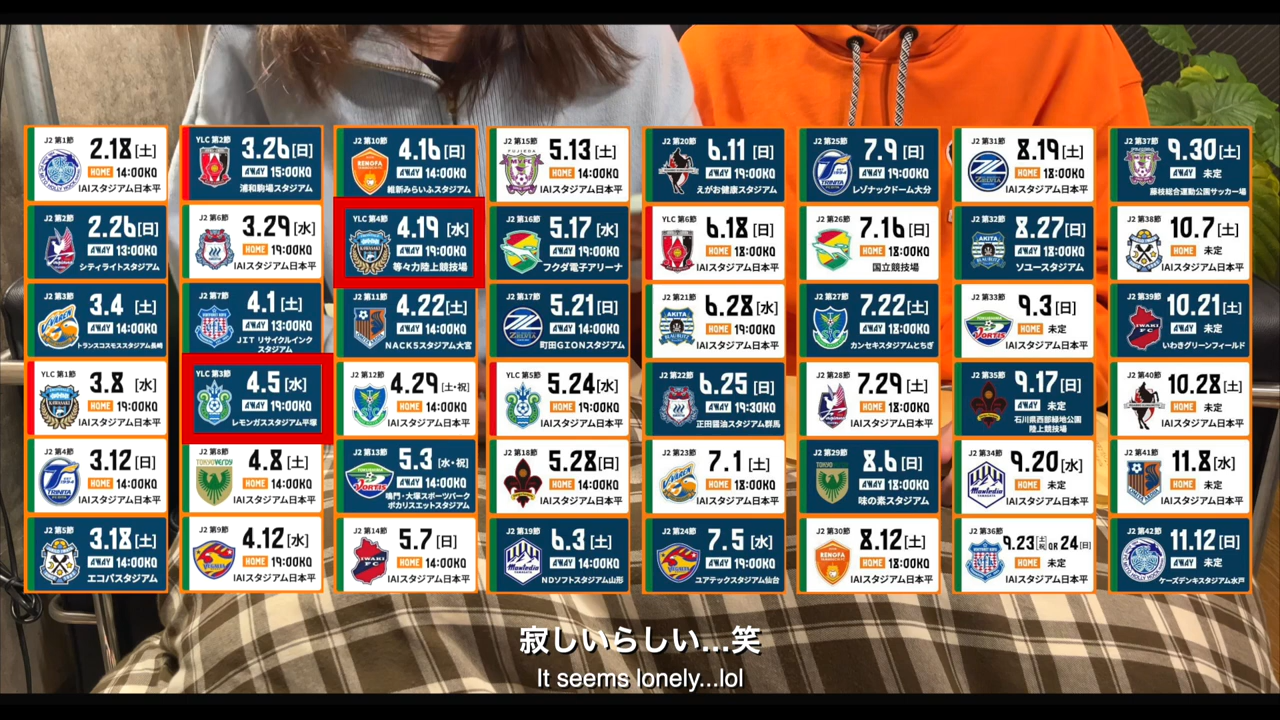 J2 第1節
2.18[土]
HOME 14:00KO
IAIスタジアム日本平
J2 第2節
2.26[日]
AWAY 13:00KO
シティライトスタジアム
J2 第3節
3.4[土]
AWAY 14:00KO
トランスコスモススタジアム長崎
YLC 第1節
3.8[水]
HOME 19:00KO
IAIスタジアム日本平
J2 第4節
3.12[日]
HOME 14:00KO
IAIスタジアム日本平
J2 第5節
3.18[土]
AWAY 14:00KO
エコパスタジアム
YLC 第2節
3.26[日]
AWAY 15:00KO
浦和駒場スタジアム
J2 第6節
3.29[水]
HOME 19:00KO
IAIスタジアム日本平
J2 第7節
4.1[土]
AWAY 13:00KO
JIT リサイクルインク
スタジアム
YLC 第3節
4.5[水]
AWAY 19:00KO
レモンガススタジアム平塚
J2 第8節
TOKYO VERDY
4.8[土]
HOME 14:00KO
IAIスタジアム日本平
J2 第9節
4.12[水]
HOME 19:00KO
IAIスタジアム日本平
J2 第10節
RENOFA
4.16[日]
AWAY 14:00KO
維新みらいふスタジアム
YLC 第4節
KAWASAKI
4.19[水]
AWAY 19:00KO
等々力陸上競技場
J2 第11節
4.22[土]
AWAY 14:00KO
NACK5スタジアム大宮
J2 第12節
4.29[土・祝]
HOME 14:00KO
IAIスタジアム日本平
J2 第13節
VORTIS
5.3[水・祝]
AWAY 14:00KO
鳴門・大塚スポーツパーク
ポカリスエットスタジアム
J2 第14節
IWAKI FC
5.7[日]
HOME 14:00KO
IAIスタジアム日本平
J2 第15節
FUJIEDA
MYFC
5.13[土]
HOME 14:00KO
IAIスタジアム日本平
J2 第16節
5.17[水]
AWAY 19:00KO
フクダ電子アリーナ
J2 第17節
ZELVIA
5.21[日]
AWAY 14:00KO
町田GIONスタジアム
YLC 第5節
5.24[水]
HOME 19:00KO
IAIスタジアム日本平
J2 第18節
5.28[日]
HOME 14:00KO
IAIスタジアム日本平
J2 第19節
Montedio
6.3[土]
AWAY 14:00KO
NDソフトスタジアム山形
J2 第20節
6.11[日]
AWAY 19:00KO
えがお健康スタジアム
YLC 第6節
6.18[日]
HOME 18:00KO
IAIスタジアム日本平
J2 第21節
AKITA
6.28[水]
HOME 19:00KO
IAIスタジアム日本平
J2 第22節
6.25[日]
AWAY 19:30KO
正田醤油スタジアム群馬
J2 第23節
7.1[土]
HOME 18:00KO
IAIスタジアム日本平
J2 第24節
7.5[水]
AWAY 19:00KO
ユアテックスタジアム仙台
J2 第25節
TRINITA
7.9[日]
AWAY 19:00KO
レゾナックドーム大分
J2 第26節
7.16[日]
HOME 18:00KO
国立競技場
J2 第27節
7.22[土]
AWAY 18:00KO
カンセキスタジアムとちぎ
J2 第28節
7.29[土]
HOME 18:00KO
IAIスタジアム日本平
J2 第29節
TOKYO
8.6[日]
AWAY 18:00KO
味の素スタジアム
J2 第30節
RENOFA
8.12[土]
HOME 18:00KO
IAIスタジアム日本平
J2 第31節
ZELVIA
8.19[土]
HOME 18:00KO
IAIスタジアム日本平
J2 第32節
AKITA
8.27[日]
AWAY 18:00KO
ソユースタジアム
J2 第33節
VORTIS
9.3[日]
HOME 未定
IAIスタジアム日本平
J2 第35節
9.17[日]
AWAY 未定
石川県西部緑地公園
陸上競技場
J2 第34節
Montedio
9.20[水]
HOME 未定
IAIスタジアム日本平
J2 第36節
9.23[土・祝] OR 24[日]
HOME 未定
IAIスタジアム日本平
J2 第37節
9.30[土]
AWAY 未定
藤枝総合運動公園サッカー場
J2 第38節
10.7[土]
HOME 未定
IAIスタジアム日本平
J2 第39節
IWAKI FC
10.21[土]
AWAY 未定
いわきグリーンフィールド
J2 第40節
10.28[土]
HOME 未定
IAIスタジアム日本平
J2 第41節
11.8[水]
HOME 未定
IAIスタジアム日本平
J2 第42節
11.12[日]
AWAY 未定
ケーズデンキスタジアム水戸
寂しいらしい...笑
It seems lonely...lol